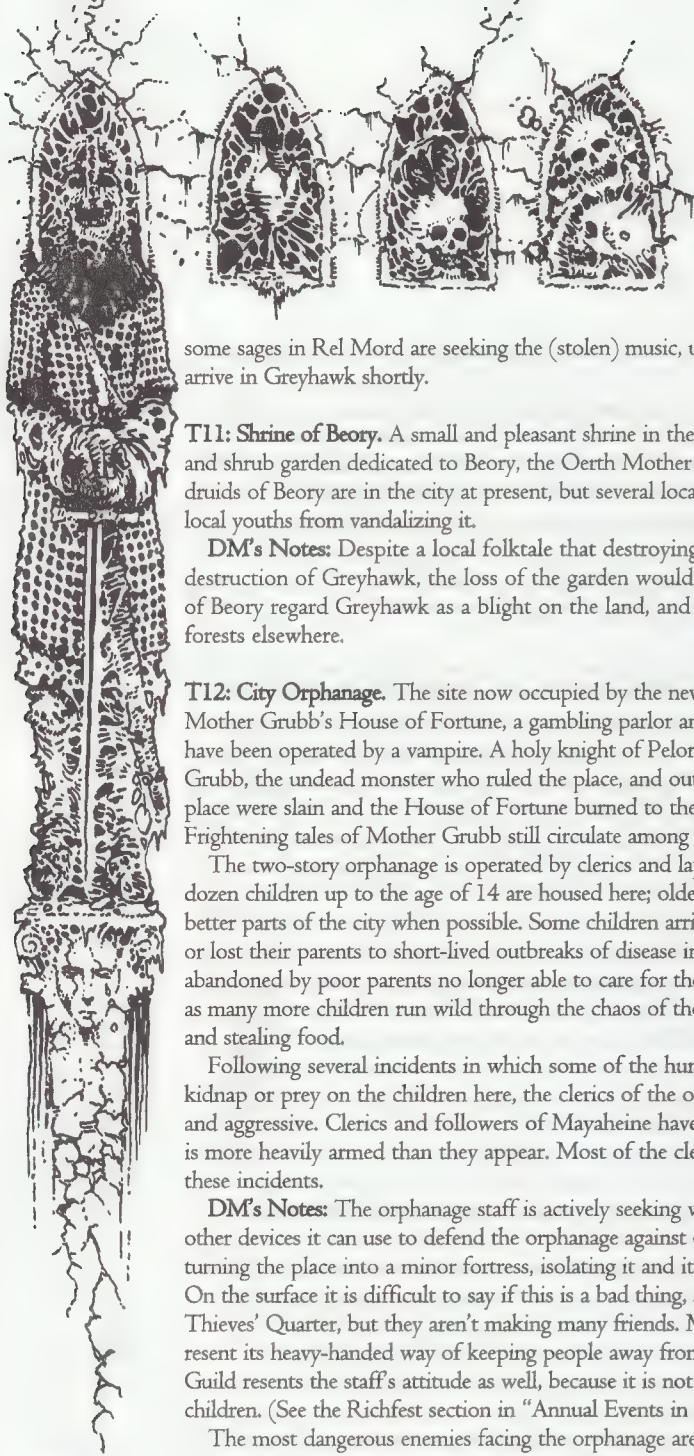 some sages in Rel Mord are seeking the (stolen) music,
arrive in Greyhawk shortly.
T11: Shrine of Beory. A small and pleasant shrine in the
and shrub garden dedicated to Beory, the Oerth Mother
druids of Beory are in the city at present, but several loca
local youths from vandalizing it.
DM's Notes: Despite a local folktale that destroying
destruction of Greyhawk, the loss of the garden would
of Beory regard Greyhawk as a blight on the land, and
forests elsewhere.
T12: City Orphanage. The site now occupied by the ne
Mother Grubb's House of Fortune, a gambling parlor a
have been operated by a vampire. A holy knight of Pelor
Grubb, the undead monster who ruled the place, and ou
place were slain and the House of Fortune burned to the
Frightening tales of Mother Grubb still circulate among
The two-story orphanage is operated by clerics and la
dozen children up to the age of 14 are housed here; olde
better parts of the city when possible. Some children arri
or lost their parents to short-lived outbreaks of disease i
abandoned by poor parents no longer able to care for the
as many more children run wild through the chaos of the
and stealing food.
Following several incidents in which some of the hu
kidnap or prey on the children here, the clerics of the o
and aggressive. Clerics and followers of Mayaheine have
is more heavily armed than they appear. Most of the cle
these incidents.
DM's Notes: The orphanage staff is actively seeking
other devices it can use to defend the orphanage against
turning the place into a minor fortress, isolating it and it
On the surface it is difficult to say if this is a bad thing,
Thieves' Quarter, but they aren't making many friends.
resent its heavy-handed way of keeping people away from
Guild resents the staff's attitude as well, because it is not
children. (See the Richfest section in "Annual Events in
The most dangerous enemies facing the orphanage are